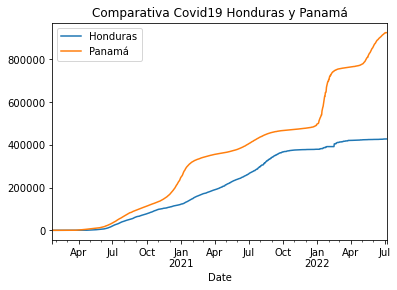 Comparativa Covid19 Honduras y Panamá
Honduras
Panamá
800000
600000
400000
200000
0
Apr Jul Oct Jan Apr Jul Oct Jan Apr Jul
2021 2022
Date